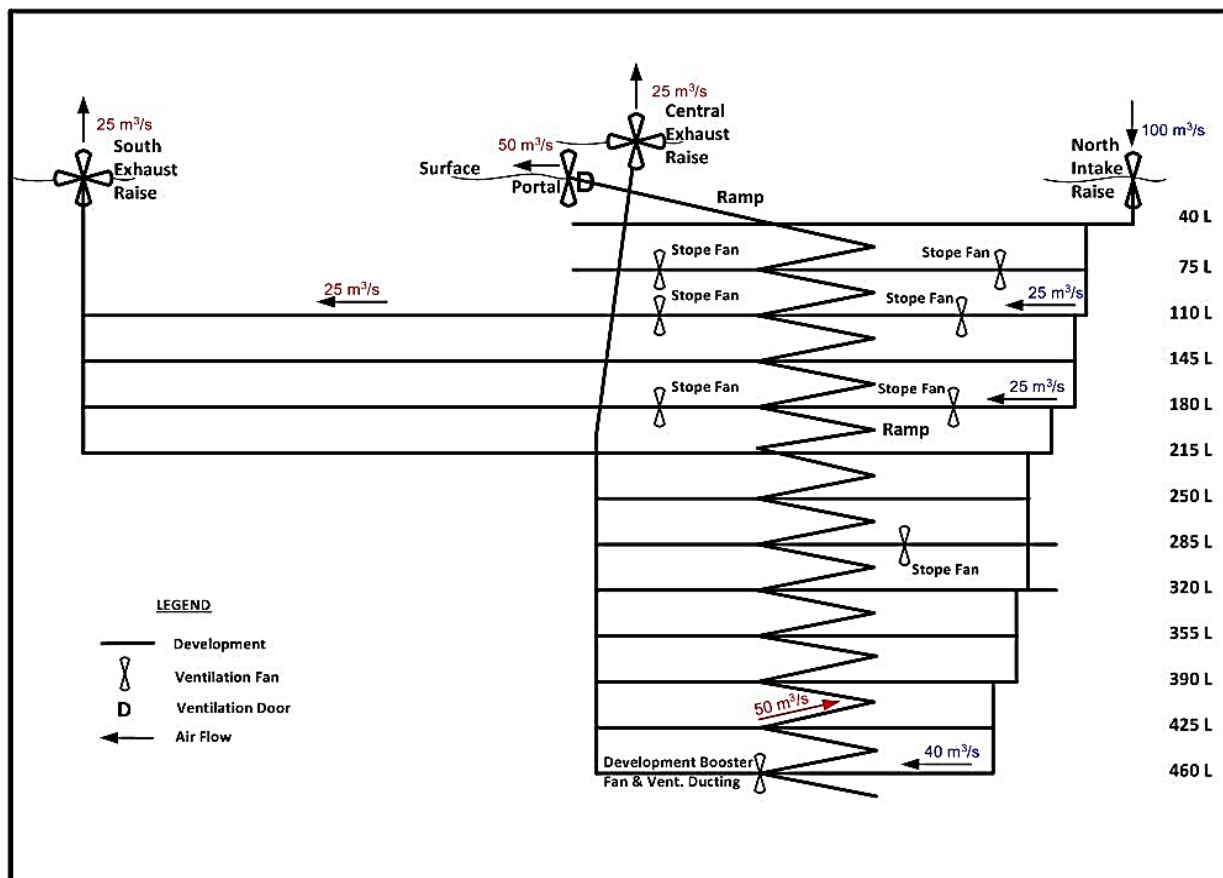 25 m³/s
South
Exhaust
Raise
50 m³/s
Surface
Portal
D
25 m³/s
Central
Exhaust
Raise
Ramp
100 m³/s
North
Intake
Raise
40 L
Stope Fan
Stope Fan
75 L
25 m³/s
Stope Fan
Stope Fan
25 m³/s
110 L
145 L
Stope Fan
Stope Fan
25 m³/s
180 L
Ramp
215 L
250 L
285 L
Stope Fan
320 L
355 L
390 L
50 m³/s
425 L
Development Booster
Fan & Vent. Ducting
40 m³/s
460 L
LEGEND
Development
Ventilation Fan
D
Ventilation Door
Air Flow